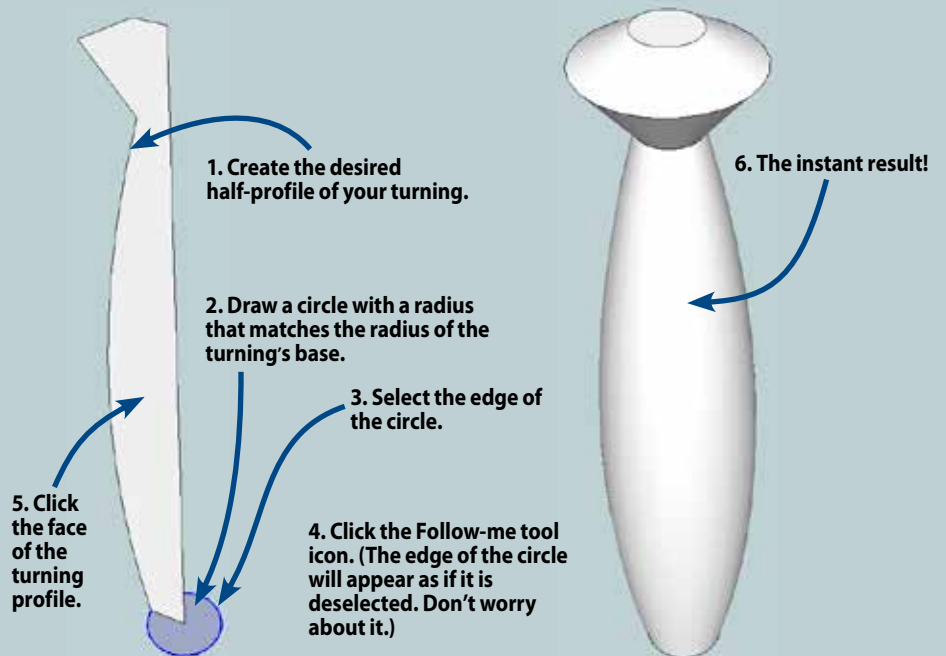 1. Create the desired
half-profile of your turning.
2. Draw a circle with a radius
that matches the radius of the
turning's base.
3. Select the edge of
the circle.
4. Click the Follow-me tool
icon. (The edge of the circle
will appear as if it is
deselected. Don't worry
about it.)
5. Click
the face
of the
turning
profile.
6. The instant result!